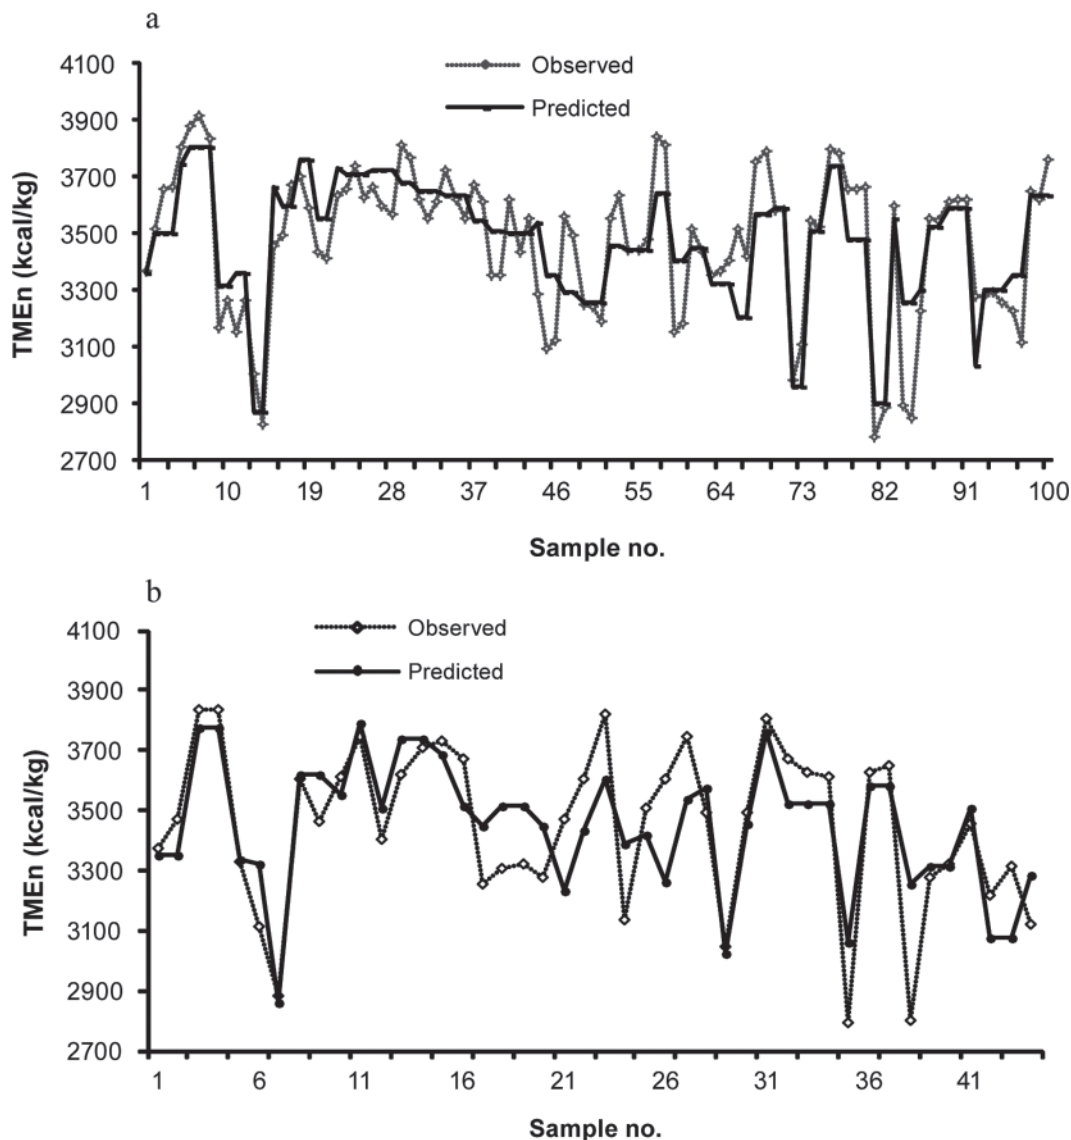 a
Observed
Predicted
4100
3900
3700
3500
3300
3100
2900
2700
TMEn (kcal/kg)
1 10 19 28 37 46 55 64 73 82 91 100
Sample no.
b
Observed
Predicted
4100
3900
3700
3500
3300
3100
2900
2700
TMEn (kcal/kg)
1 6 11 16 21 26 31 36 41
Sample no.